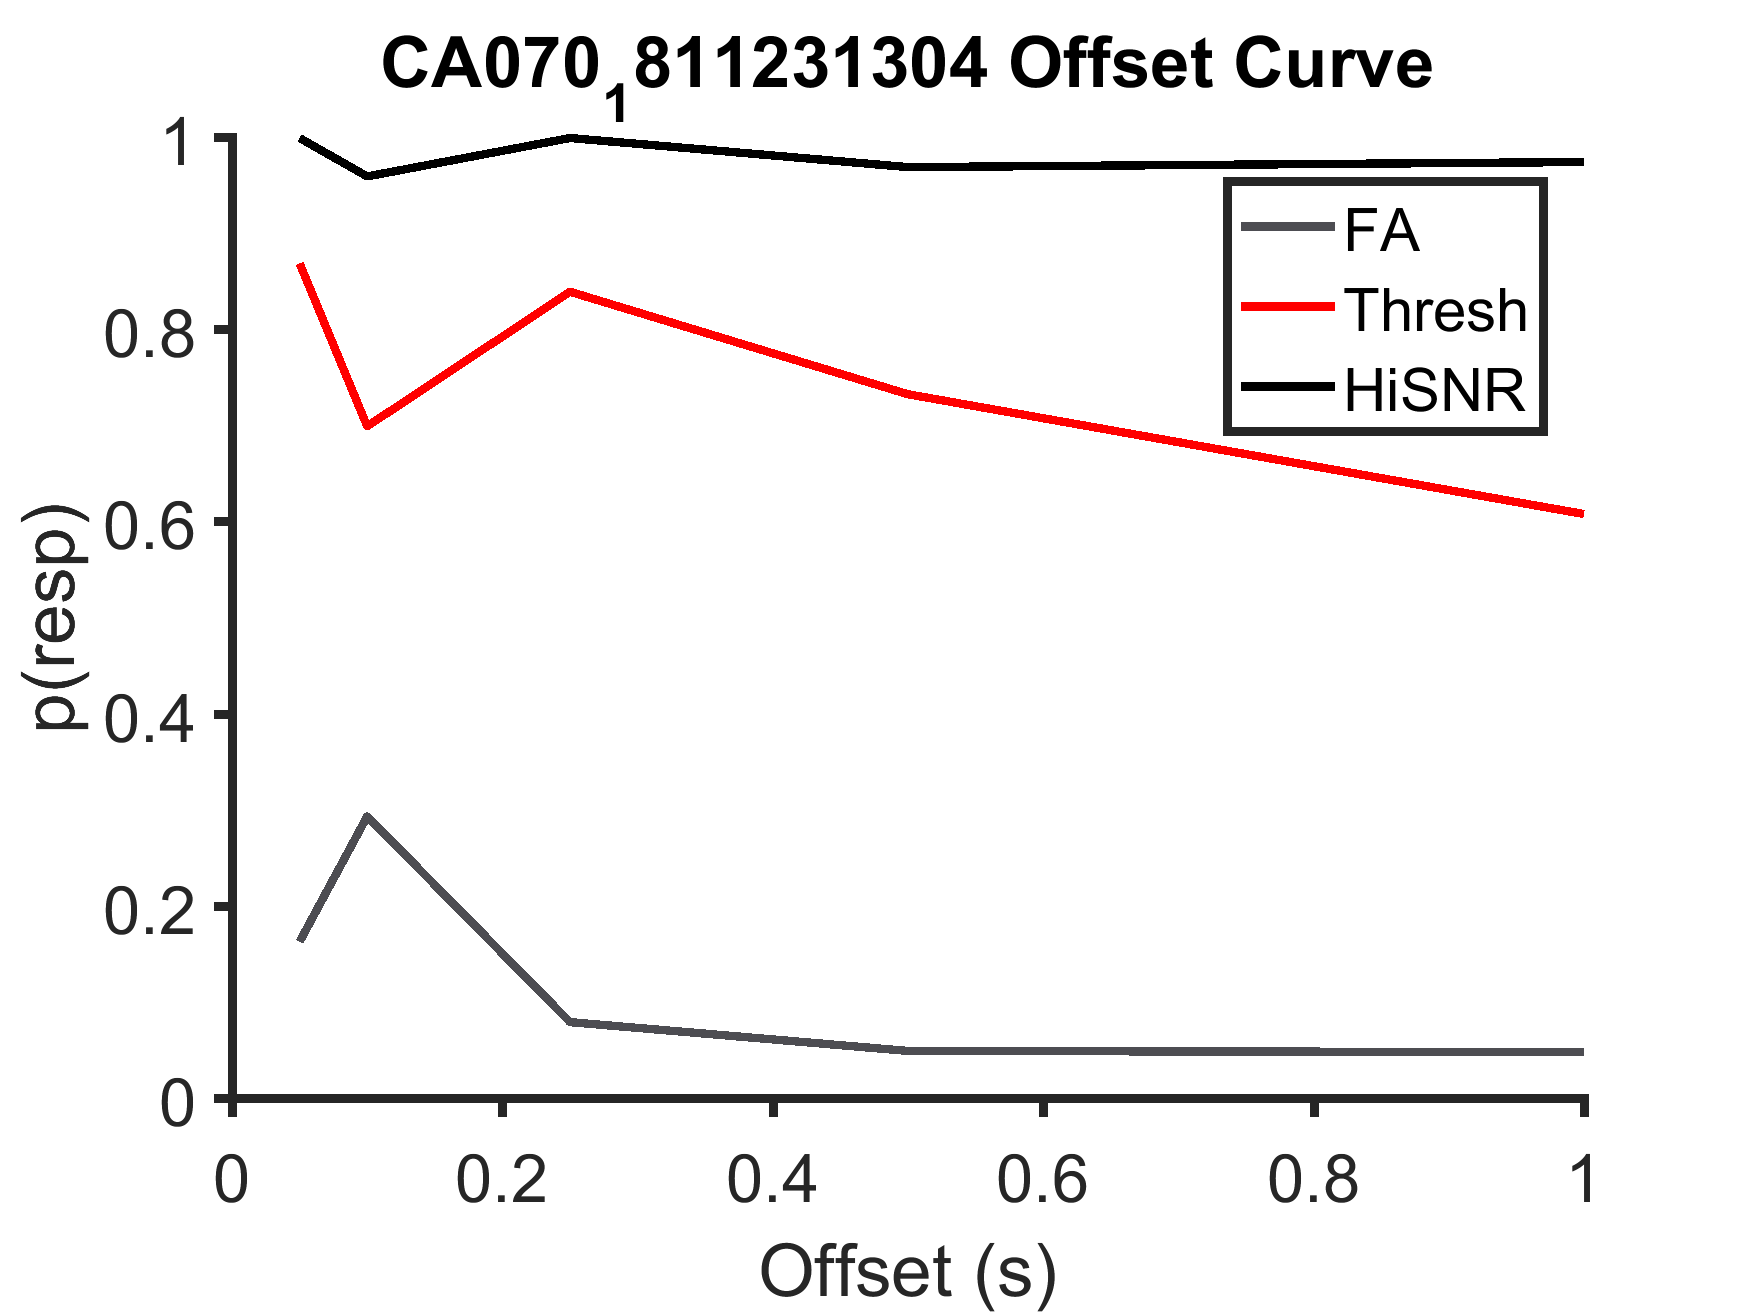 CA070₁811231304 Offset Curve
1
0.8
0.6
0.4
0.2
0
p(resp)
FA
Thresh
HiSNR
0 0.2 0.4 0.6 0.8 1
Offset (s)